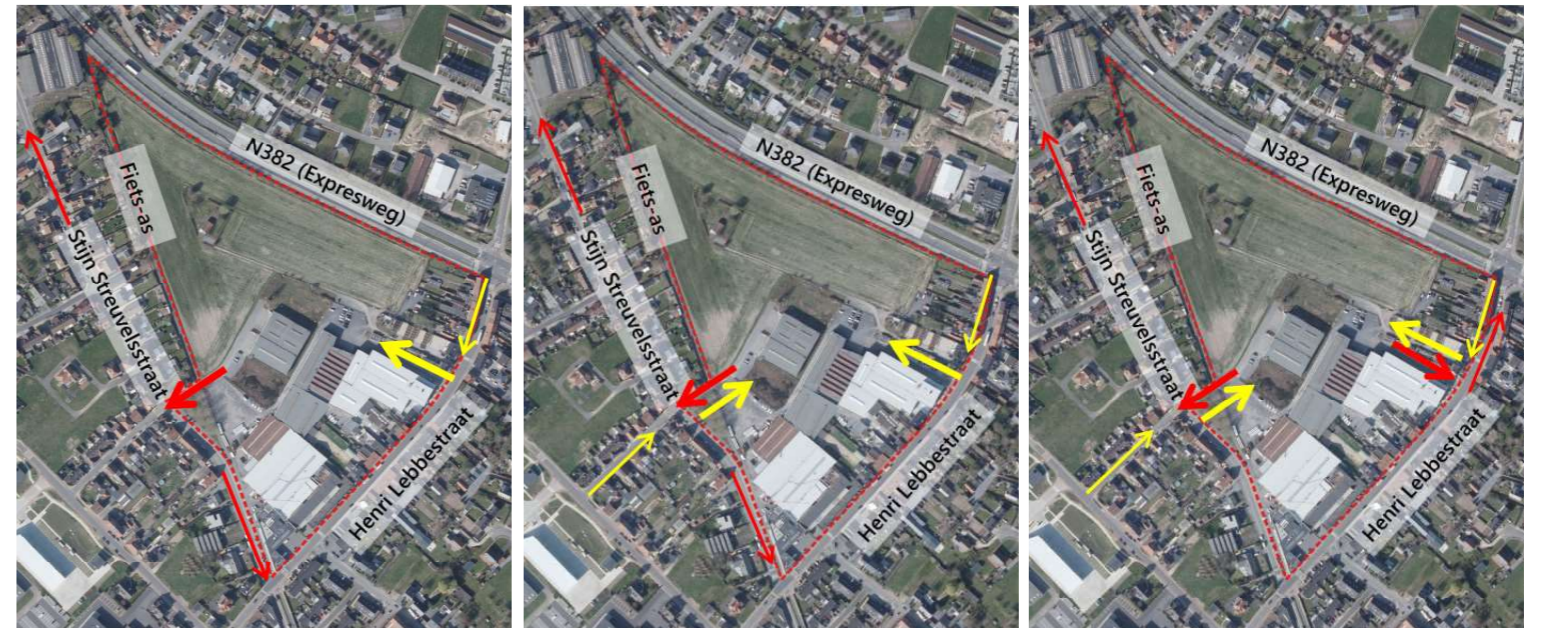 N382 (Expresweg)
Fiets-as
Stijn Streuvelsstraat
Henri Lebbestraat
N382 (Expresweg)
Fiets-as
Stijn Streuvelsstraat
Henri Lebbestraat
N382 (Expresweg)
Fiets-as
Stijn Streuvelsstraat
Henri Lebbestraat